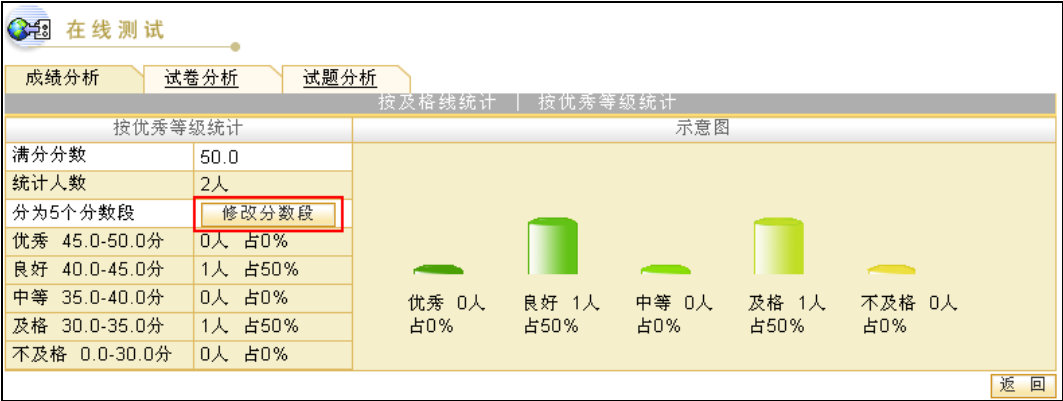 在线测试
成绩分析 试卷分析 试题分析
按及格线统计 | 按优秀等级统计
按优秀等级统计 示意图
满分分数 50.0
统计人数 2人
分为5个分数段 修改分数段
优秀 45.0-50.0分 0人 占0%
良好 40.0-45.0分 1人 占50%
中等 35.0-40.0分 0人 占0%
及格 30.0-35.0分 1人 占50%
不及格 0.0-30.0分 0人 占0%
优秀 0人 良好 1人 中等 0人 及格 1人 不及格 0人
占0% 占50% 占0% 占50% 占0%
返 回